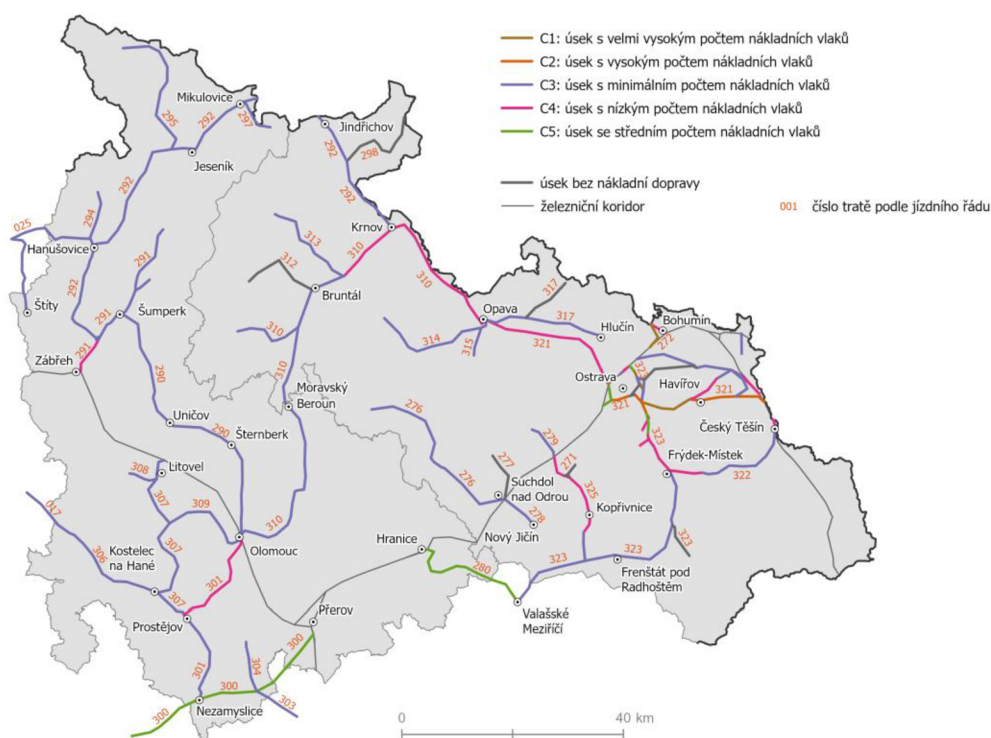 C1: úsek s velmi vysokým počtem nákladních vlaků
C2: úsek s vysokým počtem nákladních vlaků
C3: úsek s minimálním počtem nákladních vlaků
C4: úsek s nízkým počtem nákladních vlaků
C5: úsek se středním počtem nákladních vlaků
úsek bez nákladní dopravy
železniční koridor
001 číslo tratě podle jízdního řádu
Mikulovice
295
292
297
Jindřichov
Jeseník
292
298
292
292
294
025
Hanušovice
Krnov
313
310
291
312
310
292
Bruntál
317
Štíty
291
Šumperk
Opava
317
Bohumín
310
314
315
321
Hlučín
272
291
Zábřeh
290
310
Ostrava
323
Havířov
Moravský
Beroun
321
321
276
Uničov
290
Šternberk
Český Těšín
279
323
Litovel
308
277
271
Frýdek-Místek
322
276
Suchdol
nad Odrou
325
Kopřivnice
017
307
309
310
278
306
Kostelec
na Hané
307
Olomouc
Hranice
Nový Jičín
323
323
323
280
301
Frenštát pod
Radhoštěm
307
Prostějov
Přerov
Valašské
Meziříčí
300
301
304
300
303
300
Nezamyslice
0
40 km